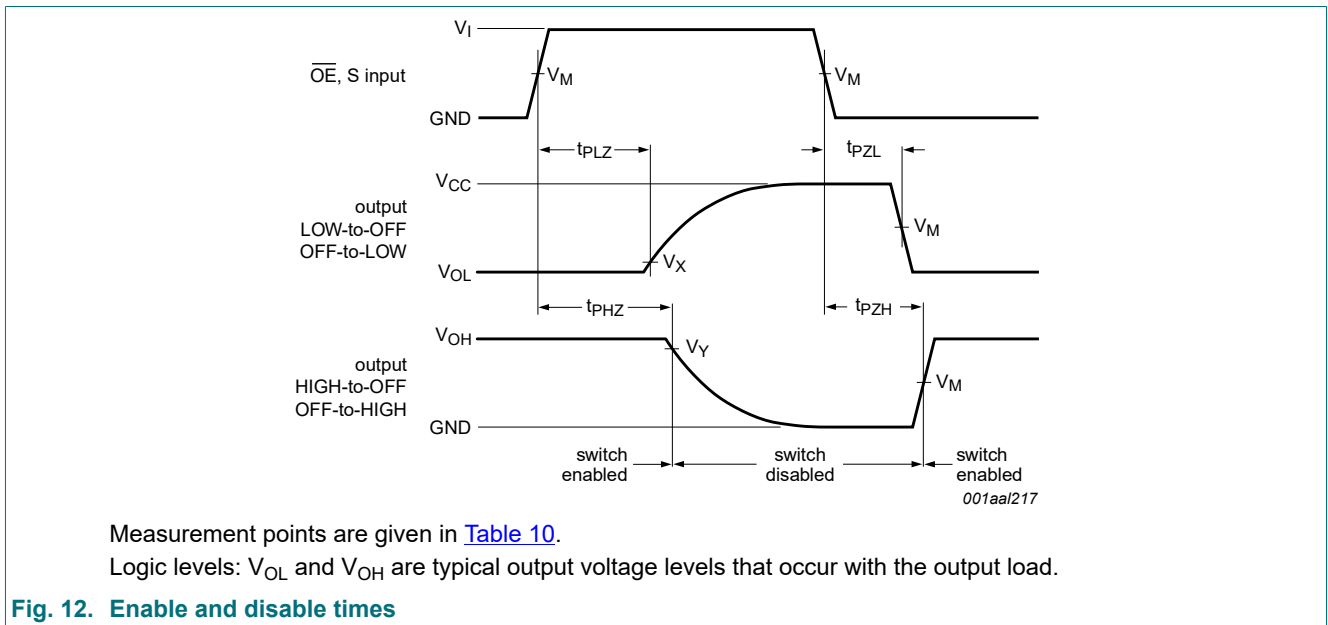 V_I
O̅E̅, S input
V_M
V_M
GND
t_PLZ
t_PZL
V_CC
output
LOW-to-OFF
OFF-to-LOW
V_M
V_X
V_OL
t_PHZ
t_PZH
V_OH
V_Y
output
HIGH-to-OFF
OFF-to-HIGH
V_M
GND
switch
enabled
switch
disabled
switch
enabled
001aal217
Measurement points are given in Table 10.
Logic levels: V_OL and V_OH are typical output voltage levels that occur with the output load.
Fig. 12. Enable and disable times